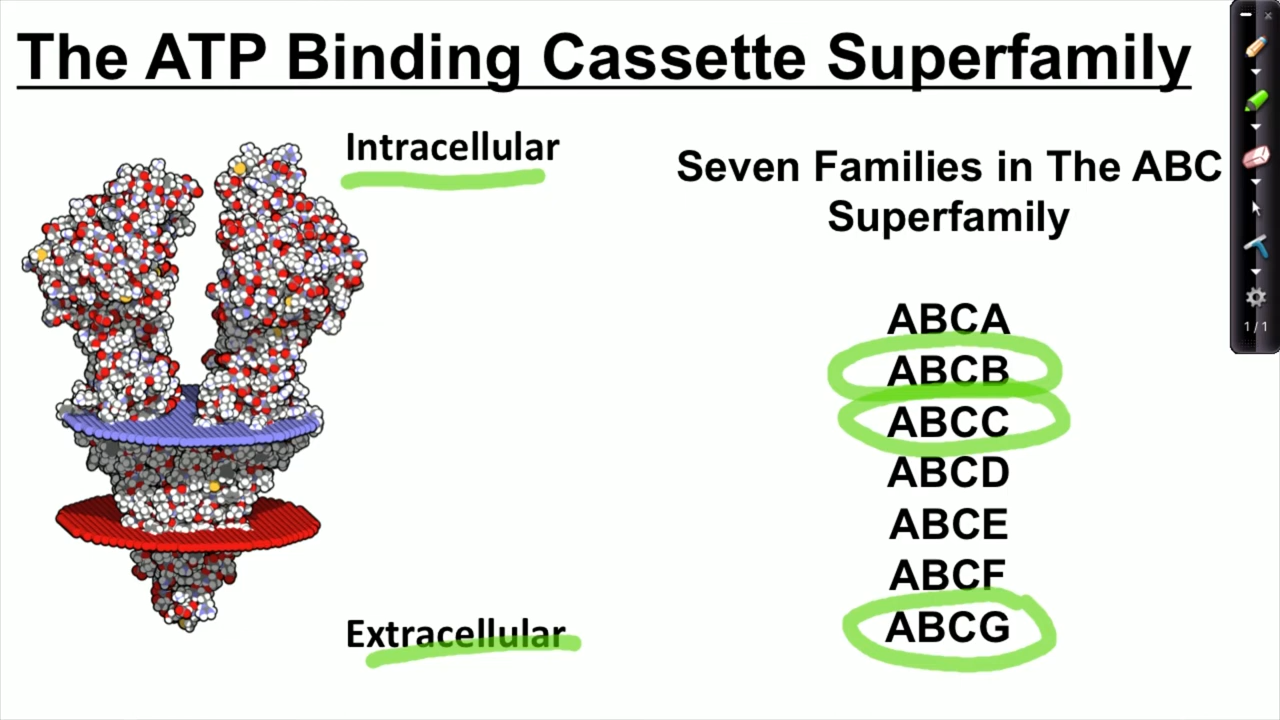 The ATP Binding Cassette Superfamily
Intracellular
Seven Families in The ABC
Superfamily
ABCA
ABCB
ABCC
ABCD
ABCE
ABCF
ABCG
Extracellular
1/1